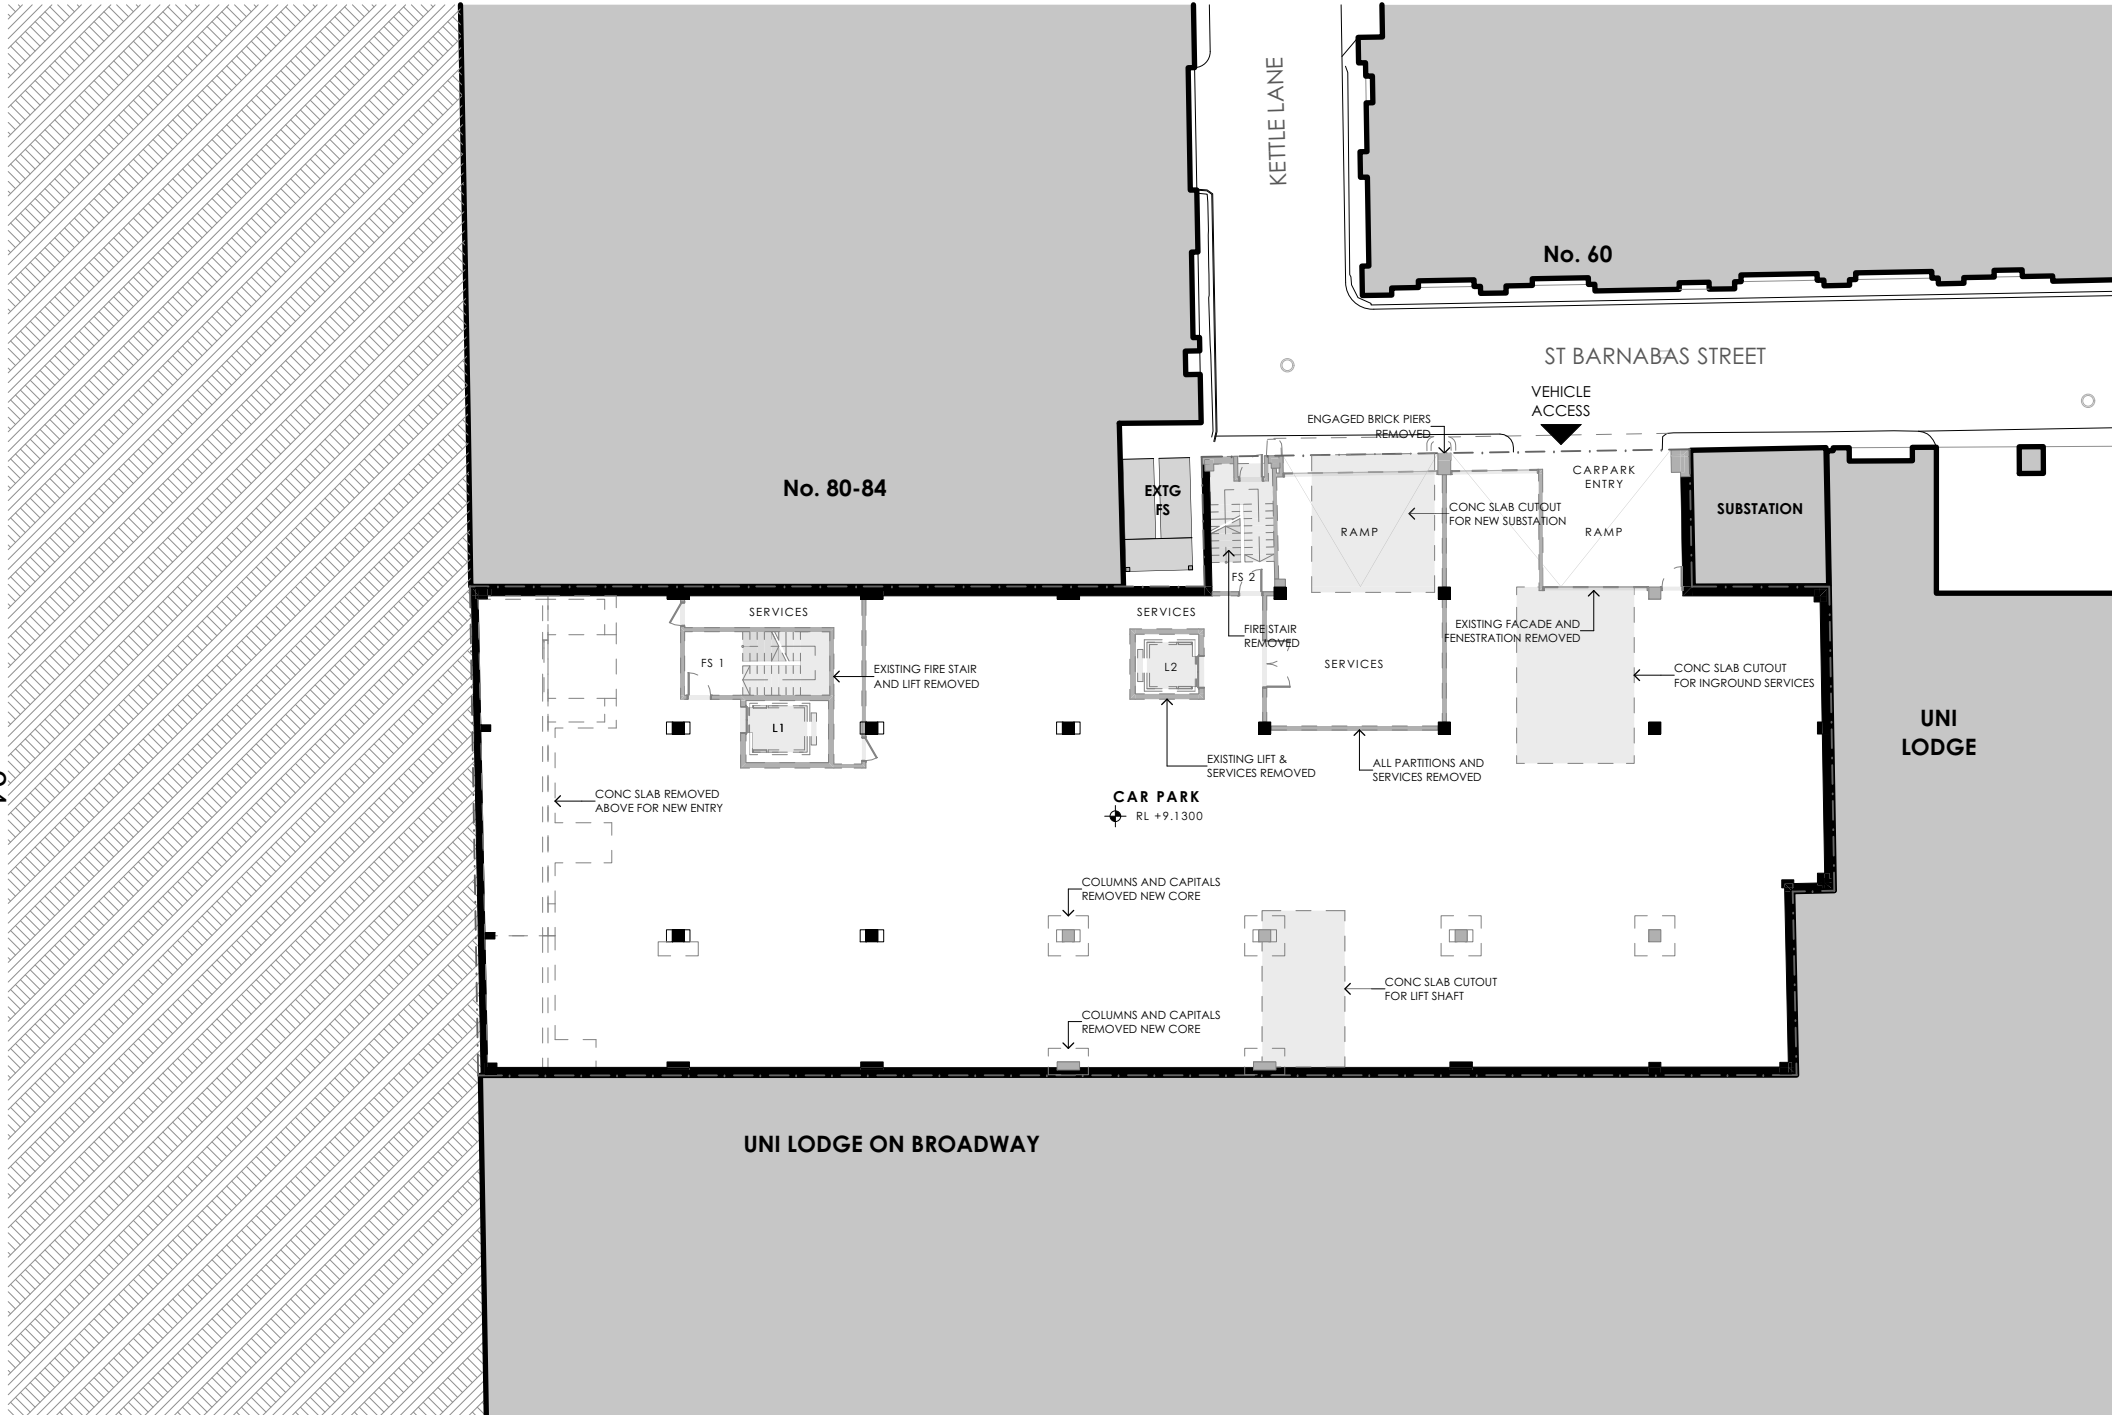 KETTLE LANE
No. 60
ST BARNABAS STREET
VEHICLE
ACCESS
ENGAGED BRICK PIERS
REMOVED
CARPARK
ENTRY
No. 80-84
EXTG
FS
CONC SLAB CUTOUT
FOR NEW SUBSTATION
SUBSTATION
RAMP
RAMP
FS 2
SERVICES
SERVICES
FIRE STAIR
REMOVED
EXISTING FACADE AND
FENESTRATION REMOVED
FS 1
EXISTING FIRE STAIR
AND LIFT REMOVED
L2
SERVICES
CONC SLAB CUTOUT
FOR INGROUND SERVICES
L1
UNI
LODGE
EXISTING LIFT &
SERVICES REMOVED
ALL PARTITIONS AND
SERVICES REMOVED
CONC SLAB REMOVED
ABOVE FOR NEW ENTRY
CAR PARK
RL +9.1300
COLUMNS AND CAPITALS
REMOVED NEW CORE
CONC SLAB CUTOUT
FOR LIFT SHAFT
COLUMNS AND CAPITALS
REMOVED NEW CORE
UNI LODGE ON BROADWAY